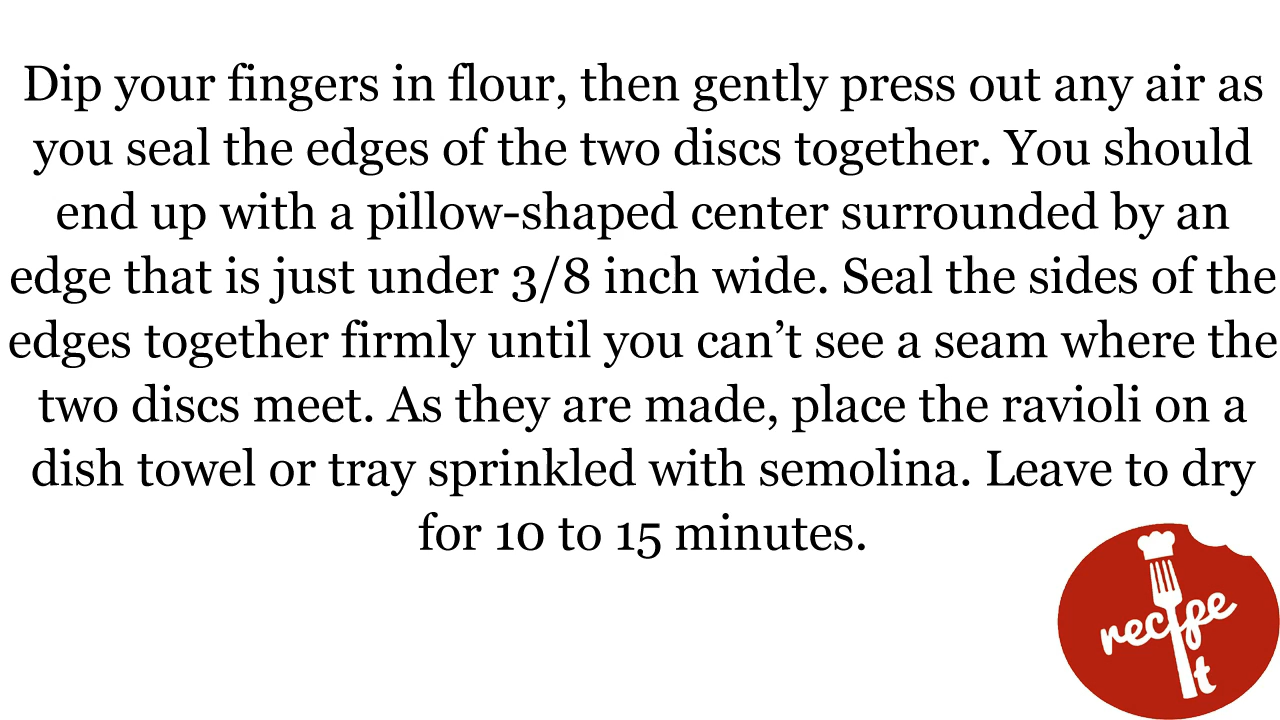 Dip your fingers in flour, then gently press out any air as
you seal the edges of the two discs together. You should
end up with a pillow-shaped center surrounded by an
edge that is just under 3/8 inch wide. Seal the sides of the
edges together firmly until you can’t see a seam where the
two discs meet. As they are made, place the ravioli on a
dish towel or tray sprinkled with semolina. Leave to dry
for 10 to 15 minutes.
recipe
it